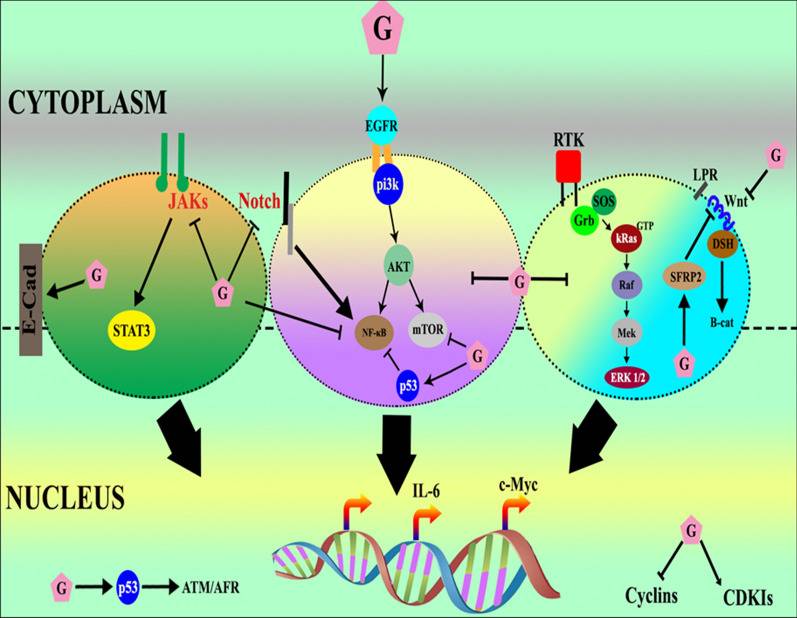 G
CYTOPLASM
EGFR
RTK
G
LPR
Wnt
pi3k
JAKs
Notch
SOS
Grb
GTP
kRas
DSH
AKT
G
G
G
Raf
SFRP2
E-Cad
STAT3
NF-κB
mTOR
Mek
B-cat
G
G
p53
ERK 1/2
NUCLEUS
IL-6
c-Myc
G
G
p53
ATM/AFR
Cyclins
CDKIs